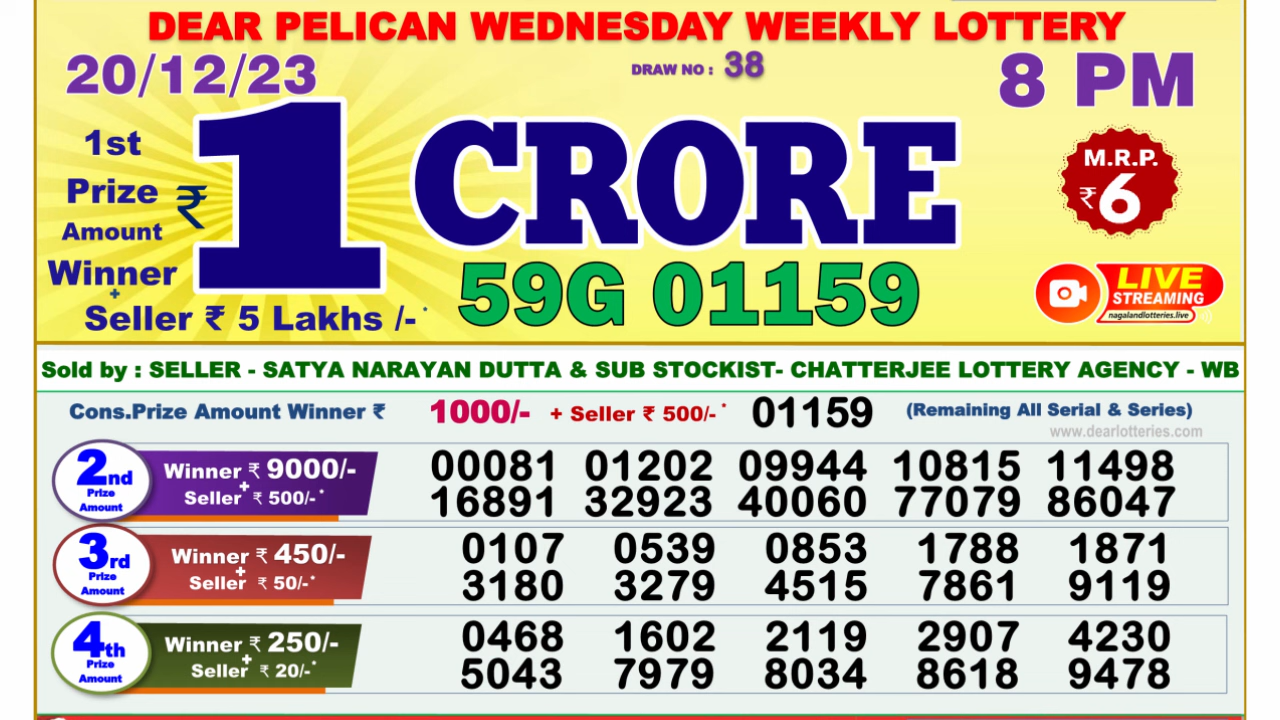 DEAR PELICAN WEDNESDAY WEEKLY LOTTERY
20/12/23
DRAW NO : 38
8 PM
1st
Prize
Amount
Winner
+
Seller ₹ 5 Lakhs /-*
₹ 1 CRORE
59G 01159
M.R.P.
₹ 6
LIVE
STREAMING
nagalandlotteries.live
Sold by : SELLER - SATYA NARAYAN DUTTA & SUB STOCKIST- CHATTERJEE LOTTERY AGENCY - WB
Cons.Prize Amount Winner ₹ 1000/- + Seller ₹ 500/-* 01159 (Remaining All Serial & Series)
www.dearlotteries.com
2nd
Prize
Amount
Winner ₹ 9000/-
+
Seller ₹ 500/-*
00081 01202 09944 10815 11498
16891 32923 40060 77079 86047
3rd
Prize
Amount
Winner ₹ 450/-
+
Seller ₹ 50/-*
0107 0539 0853 1788 1871
3180 3279 4515 7861 9119
4th
Prize
Amount
Winner ₹ 250/-
+
Seller ₹ 20/-*
0468 1602 2119 2907 4230
5043 7979 8034 8618 9478